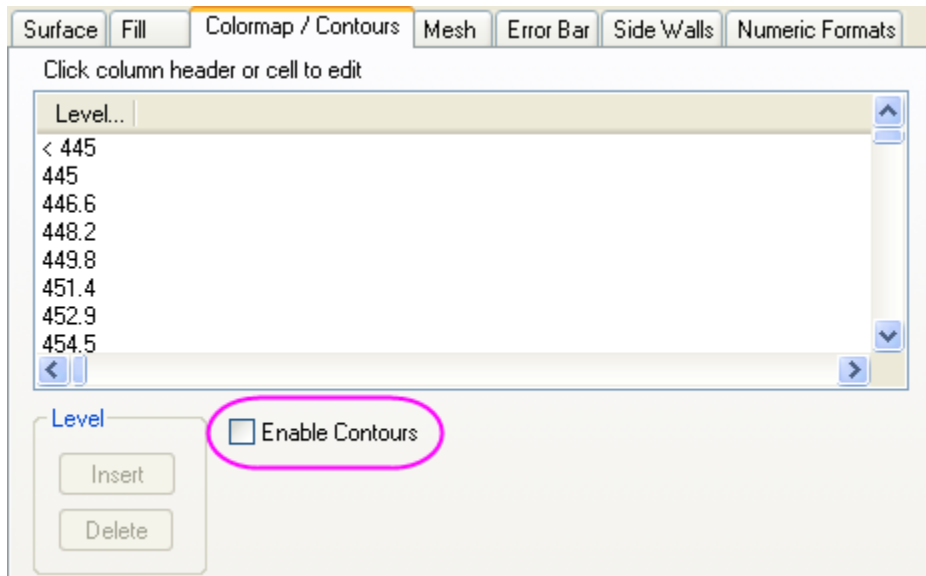 Surface Fill Colormap / Contours Mesh Error Bar Side Walls Numeric Formats
Click column header or cell to edit
Level...
< 445
445
446.6
448.2
449.8
451.4
452.9
454.5
Level
Enable Contours
Insert
Delete